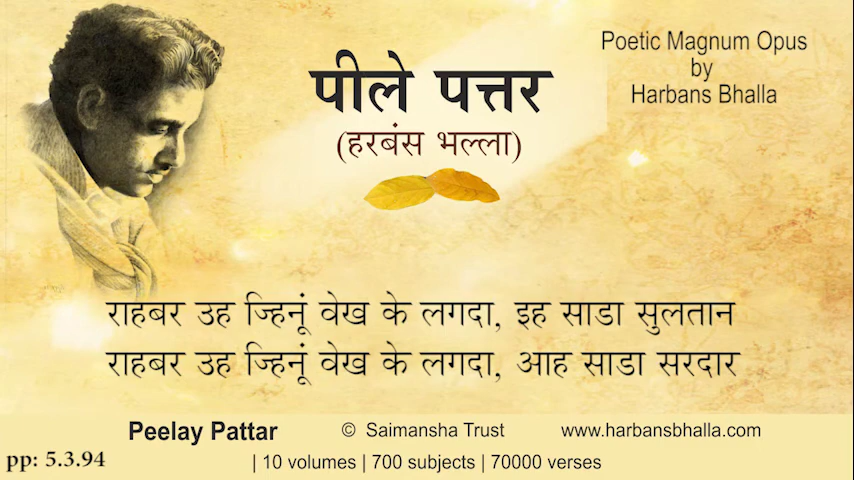 पीले पत्तर
(हरबंस भल्ला)
Poetic Magnum Opus
by
Harbans Bhalla
राहबर उह ज्हिनूं वेख के लगदा, इह साडा सुलतान
राहबर उह ज्हिनूं वेख के लगदा, आह साडा सरदार
Peelay Pattar © Saimansha Trust www.harbansbhalla.com
pp: 5.3.94 | 10 volumes | 700 subjects | 70000 verses